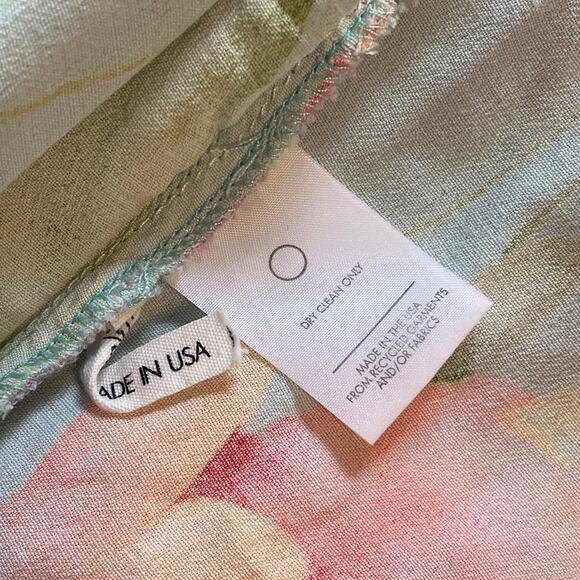 DRY CLEAN ONLY
MADE IN THE USA
FROM RECYCLED GARMENTS
AND/OR FABRICS
ADE IN USA